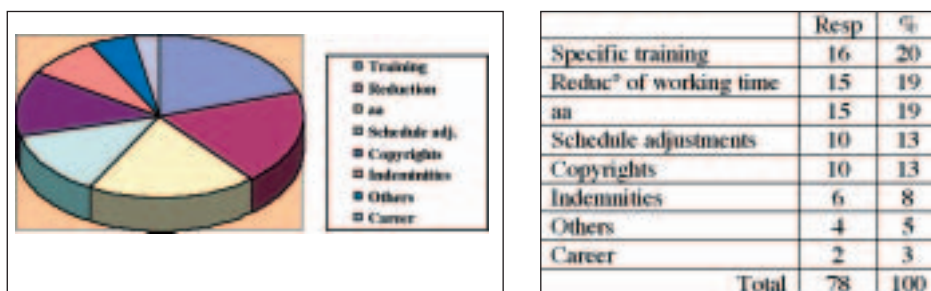 Training
Reduction
aa
Schedule adj.
Copyrights
Indemnities
Others
Career
Resp %
Specific training 16 20
Reduc° of working time 15 19
aa 15 19
Schedule adjustments 10 13
Copyrights 10 13
Indemnities 6 8
Others 4 5
Career 2 3
Total 78 100